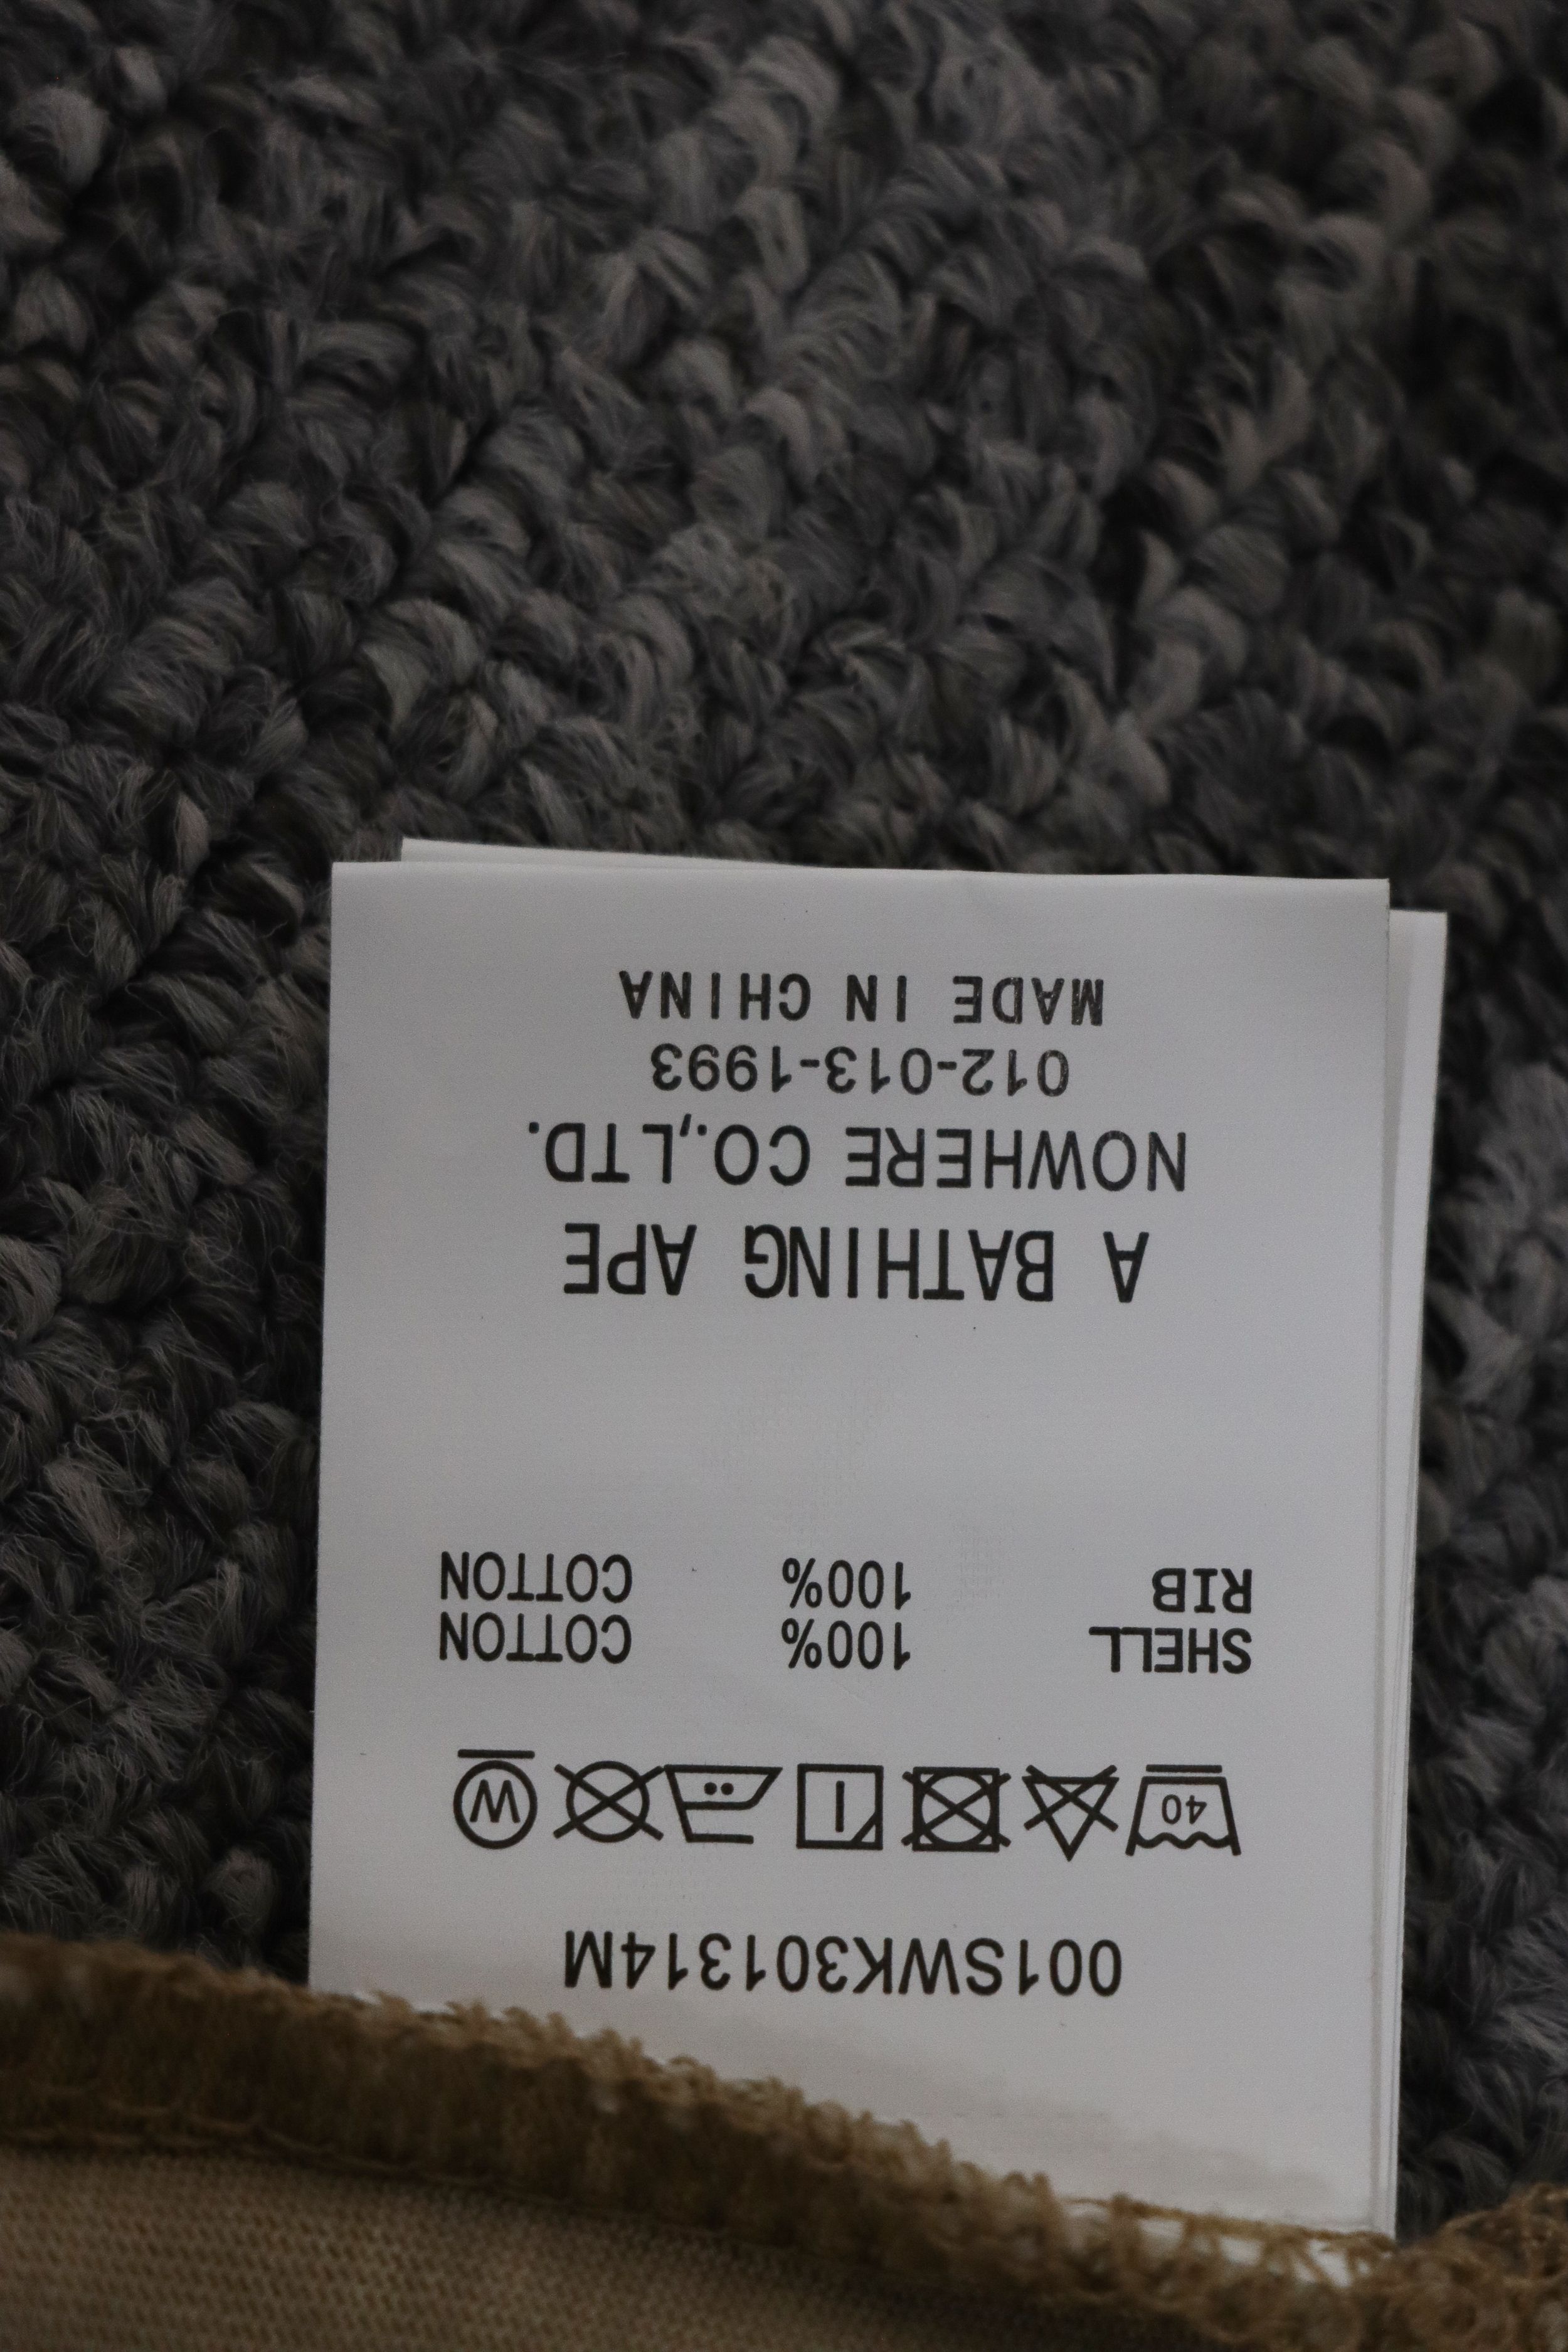 001SWK301314M
40 W
SHELL 100% COTTON
RIB 100% COTTON
A BATHING APE
NOWHERE CO.,LTD.
012-013-1993
MADE IN CHINA